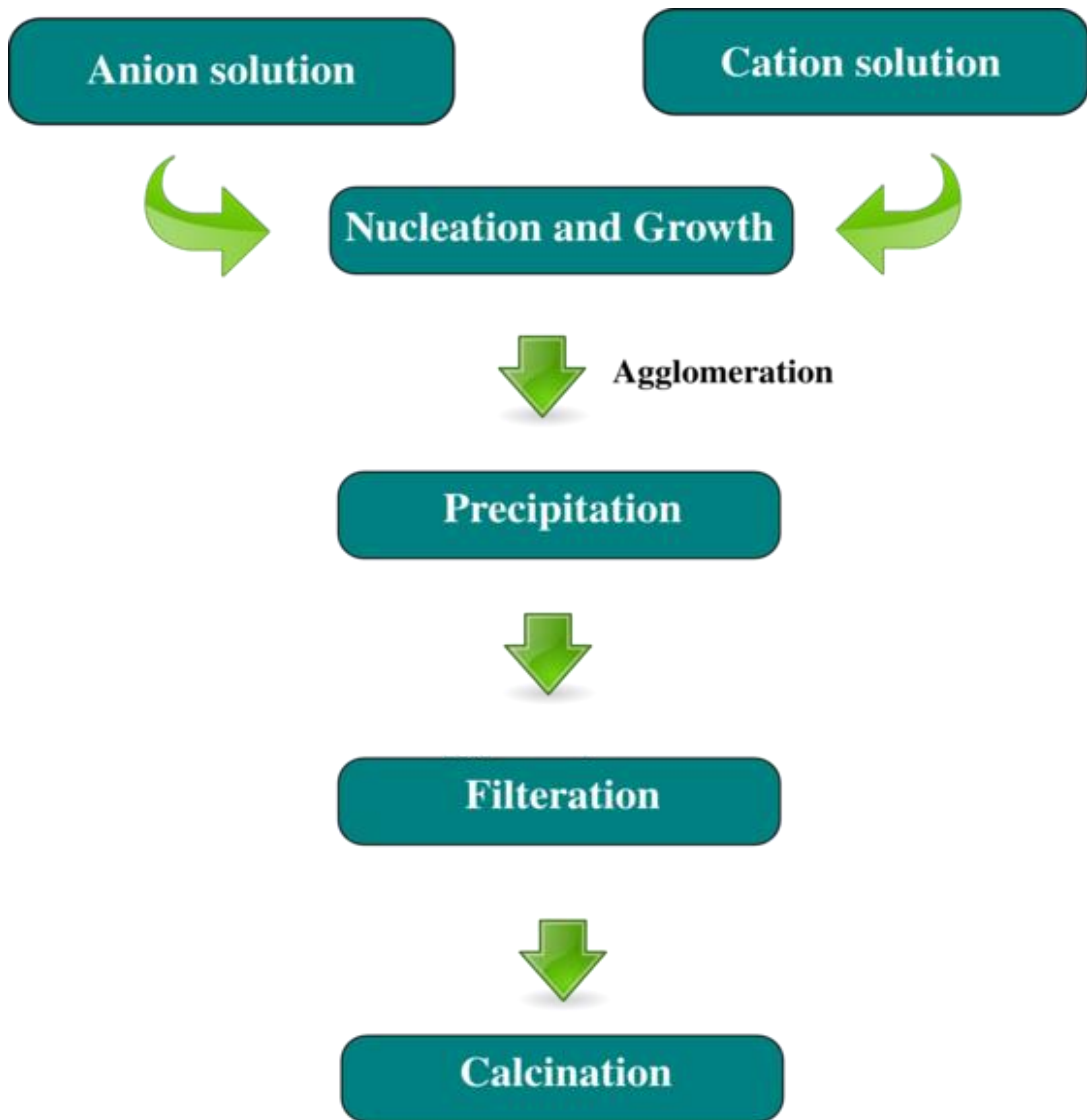 Anion solution
Cation solution
Nucleation and Growth
Agglomeration
Precipitation
Filteration
Calcination